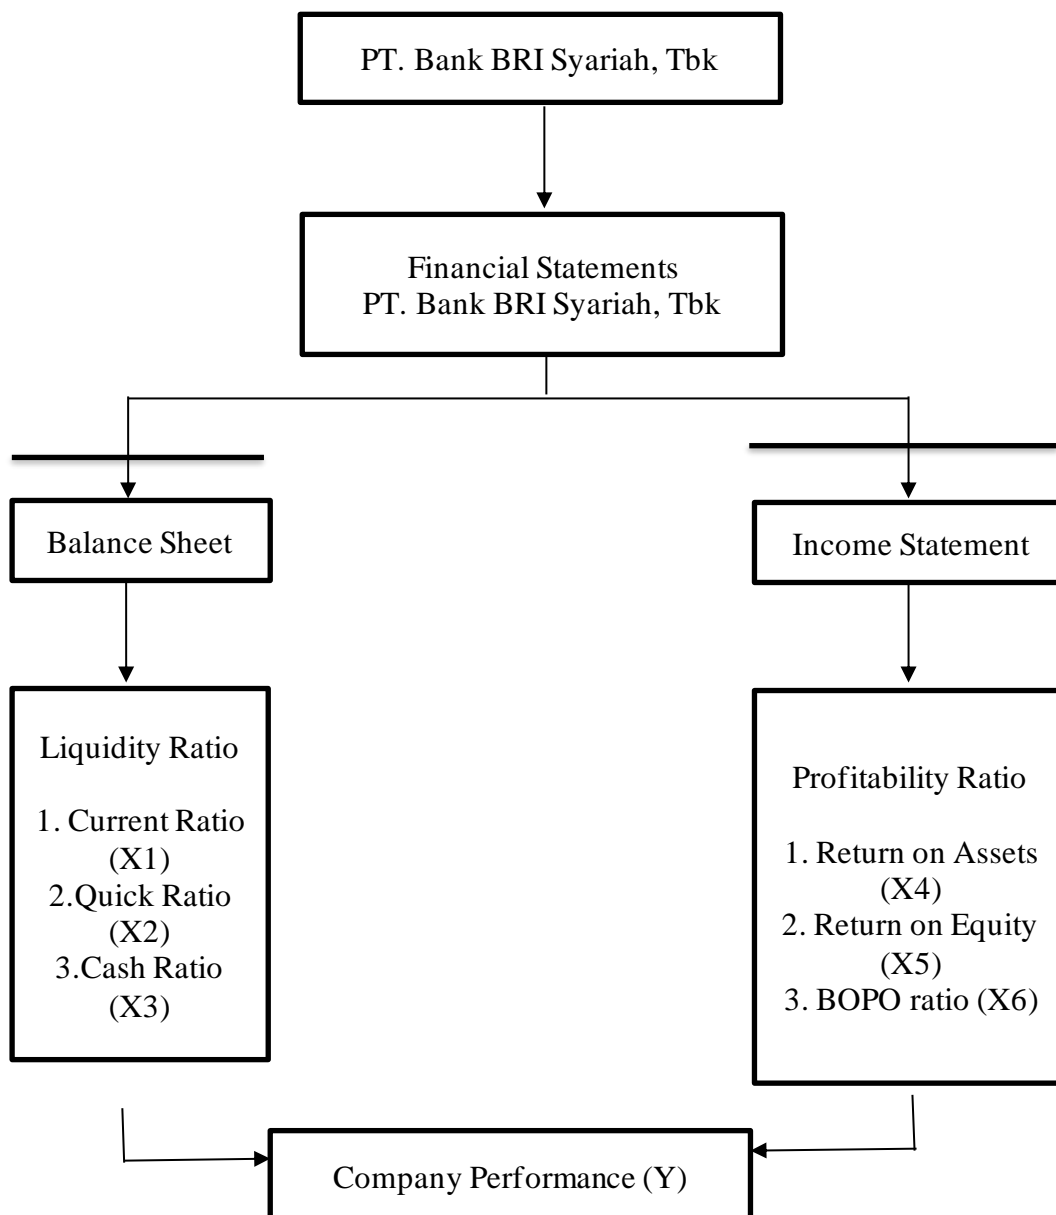 PT. Bank BRI Syariah, Tbk
Financial Statements
PT. Bank BRI Syariah, Tbk
Balance Sheet
Income Statement
Liquidity Ratio
1. Current Ratio
(X1)
2.Quick Ratio
(X2)
3.Cash Ratio
(X3)
Profitability Ratio
1. Return on Assets
(X4)
2. Return on Equity
(X5)
3. BOPO ratio (X6)
Company Performance (Y)